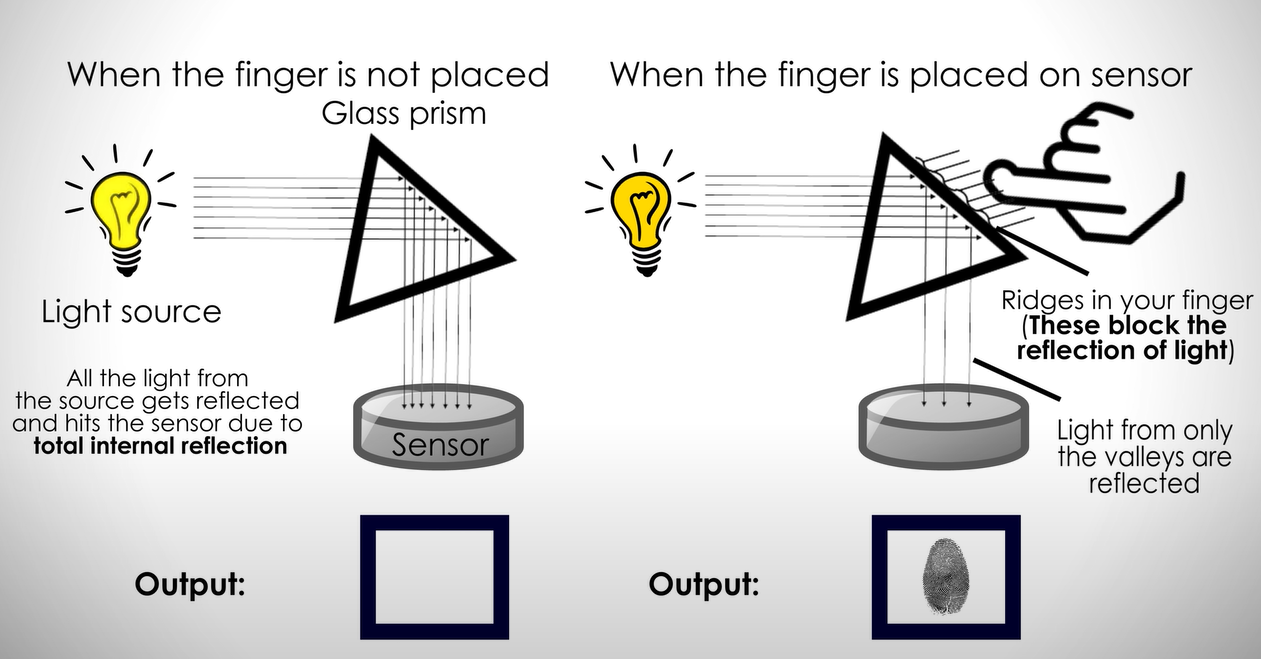 When the finger is not placed
Glass prism
Light source
All the light from
the source gets reflected
and hits the sensor due to
total internal reflection
Sensor
Output:
When the finger is placed on sensor
Ridges in your finger
(These block the
reflection of light)
Light from only
the valleys are
reflected
Output: